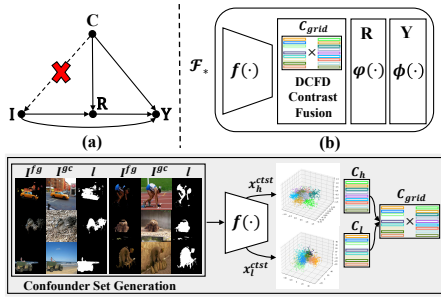 C
I
R
Y
(a)
𝓕*
f(·)
C_grid
×
DCFD
Contrast
Fusion
R
φ(·)
Y
ϕ(·)
(b)
I^fg I^gc l I^fg I^gc l
Confounder Set Generation
f(·)
x_h^ctst
x_l^ctst
C_h
C_l
C_grid
×